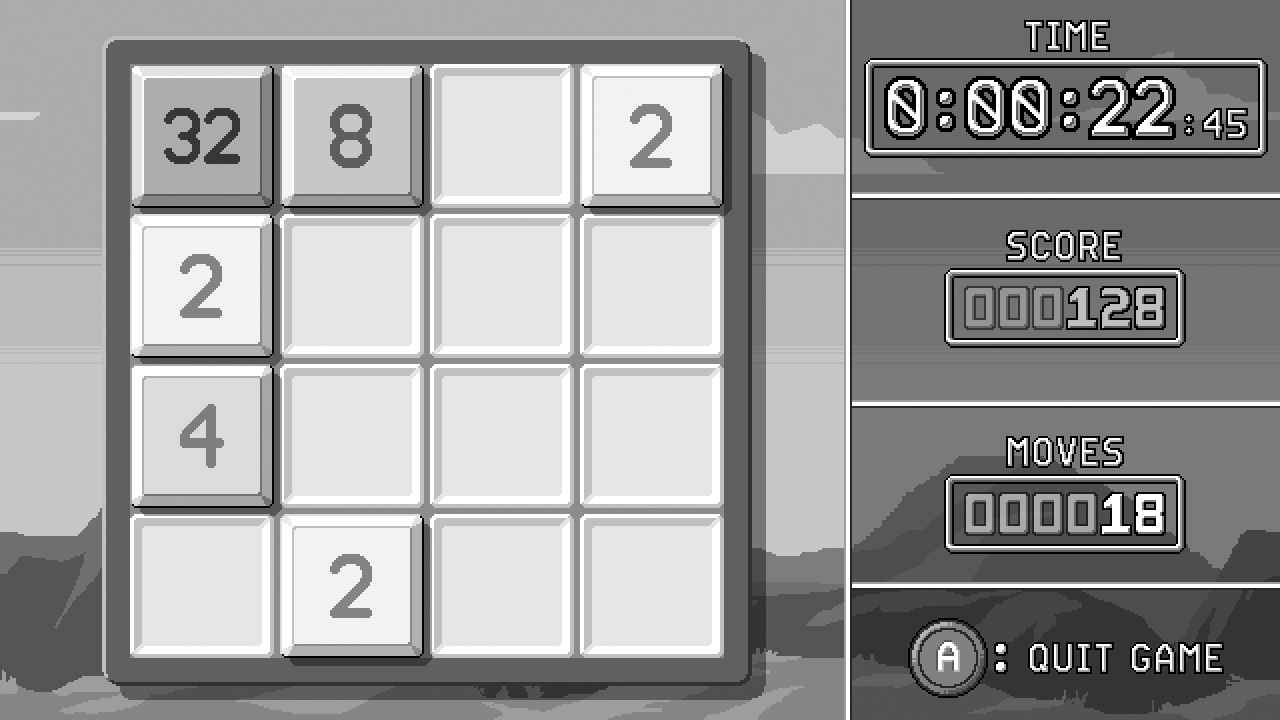 32 8 2
2
4
2
TIME
0:00:22:45
SCORE
000128
MOVES
000018
A: QUIT GAME